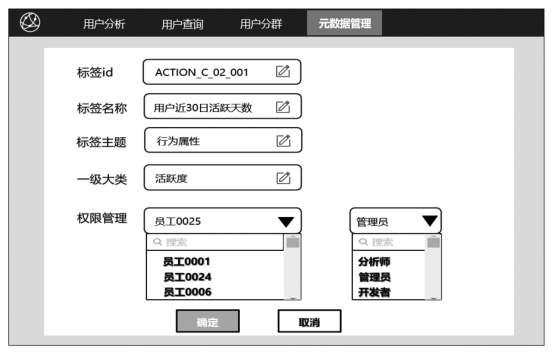 用户分析 用户查询 用户分群 元数据管理
标签id ACTION_C_02_001
标签名称 用户近30日活跃天数
标签主题 行为属性
一级大类 活跃度
权限管理 员工0025 管理员
搜索 搜索
员工0001 分析师
员工0024 管理员
员工0006 开发者
确定 取消